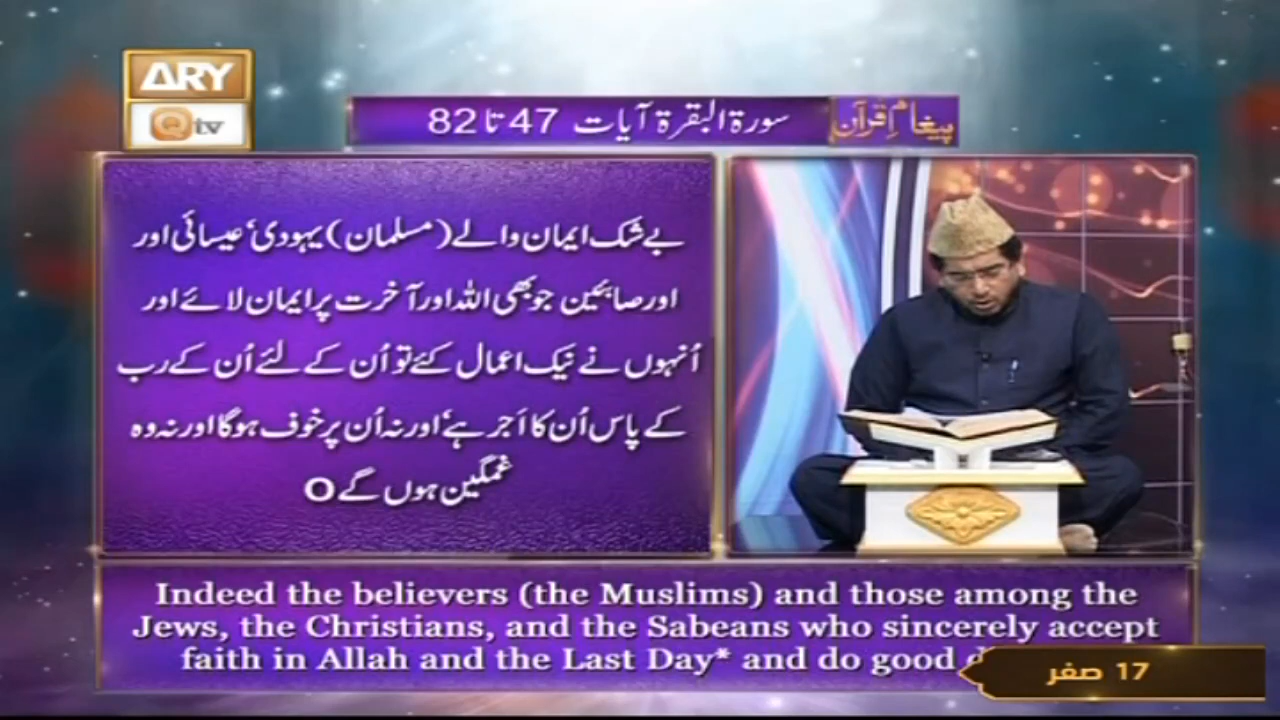 ARY
Qtv
پیغامِ قرآن
سورۃ البقرۃ آیات 47 تا 82
بے شک ایمان والے (مسلمان) یہودی‘ عیسائی اور
اور صابئین جو بھی اللہ اور آخرت پر ایمان لائے اور
اُنہوں نے نیک اعمال کئے تو اُن کے لئے اُن کے رب
کے پاس اُن کا اَجر ہے‘ اور نہ اُن پر خوف ہوگا اور نہ وہ
غمگین ہوں گے O
Indeed the believers (the Muslims) and those among the
Jews, the Christians, and the Sabeans who sincerely accept
faith in Allah and the Last Day* and do good
17 صفر